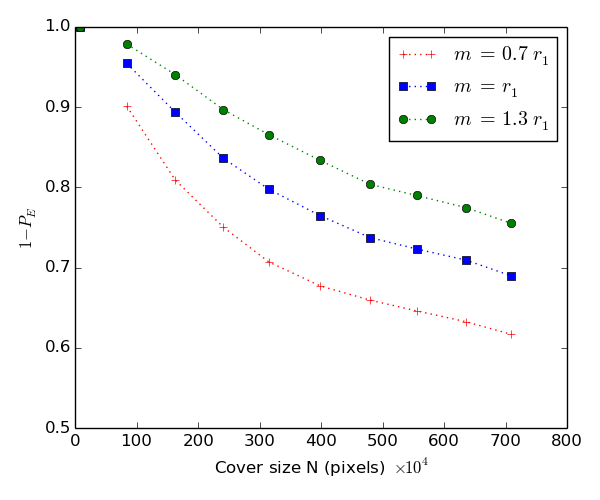 1.0
0.9
0.8
0.7
0.6
0.5
1−P_E
m = 0.7 r_1
m = r_1
m = 1.3 r_1
0 100 200 300 400 500 600 700 800
Cover size N (pixels) ×10^4